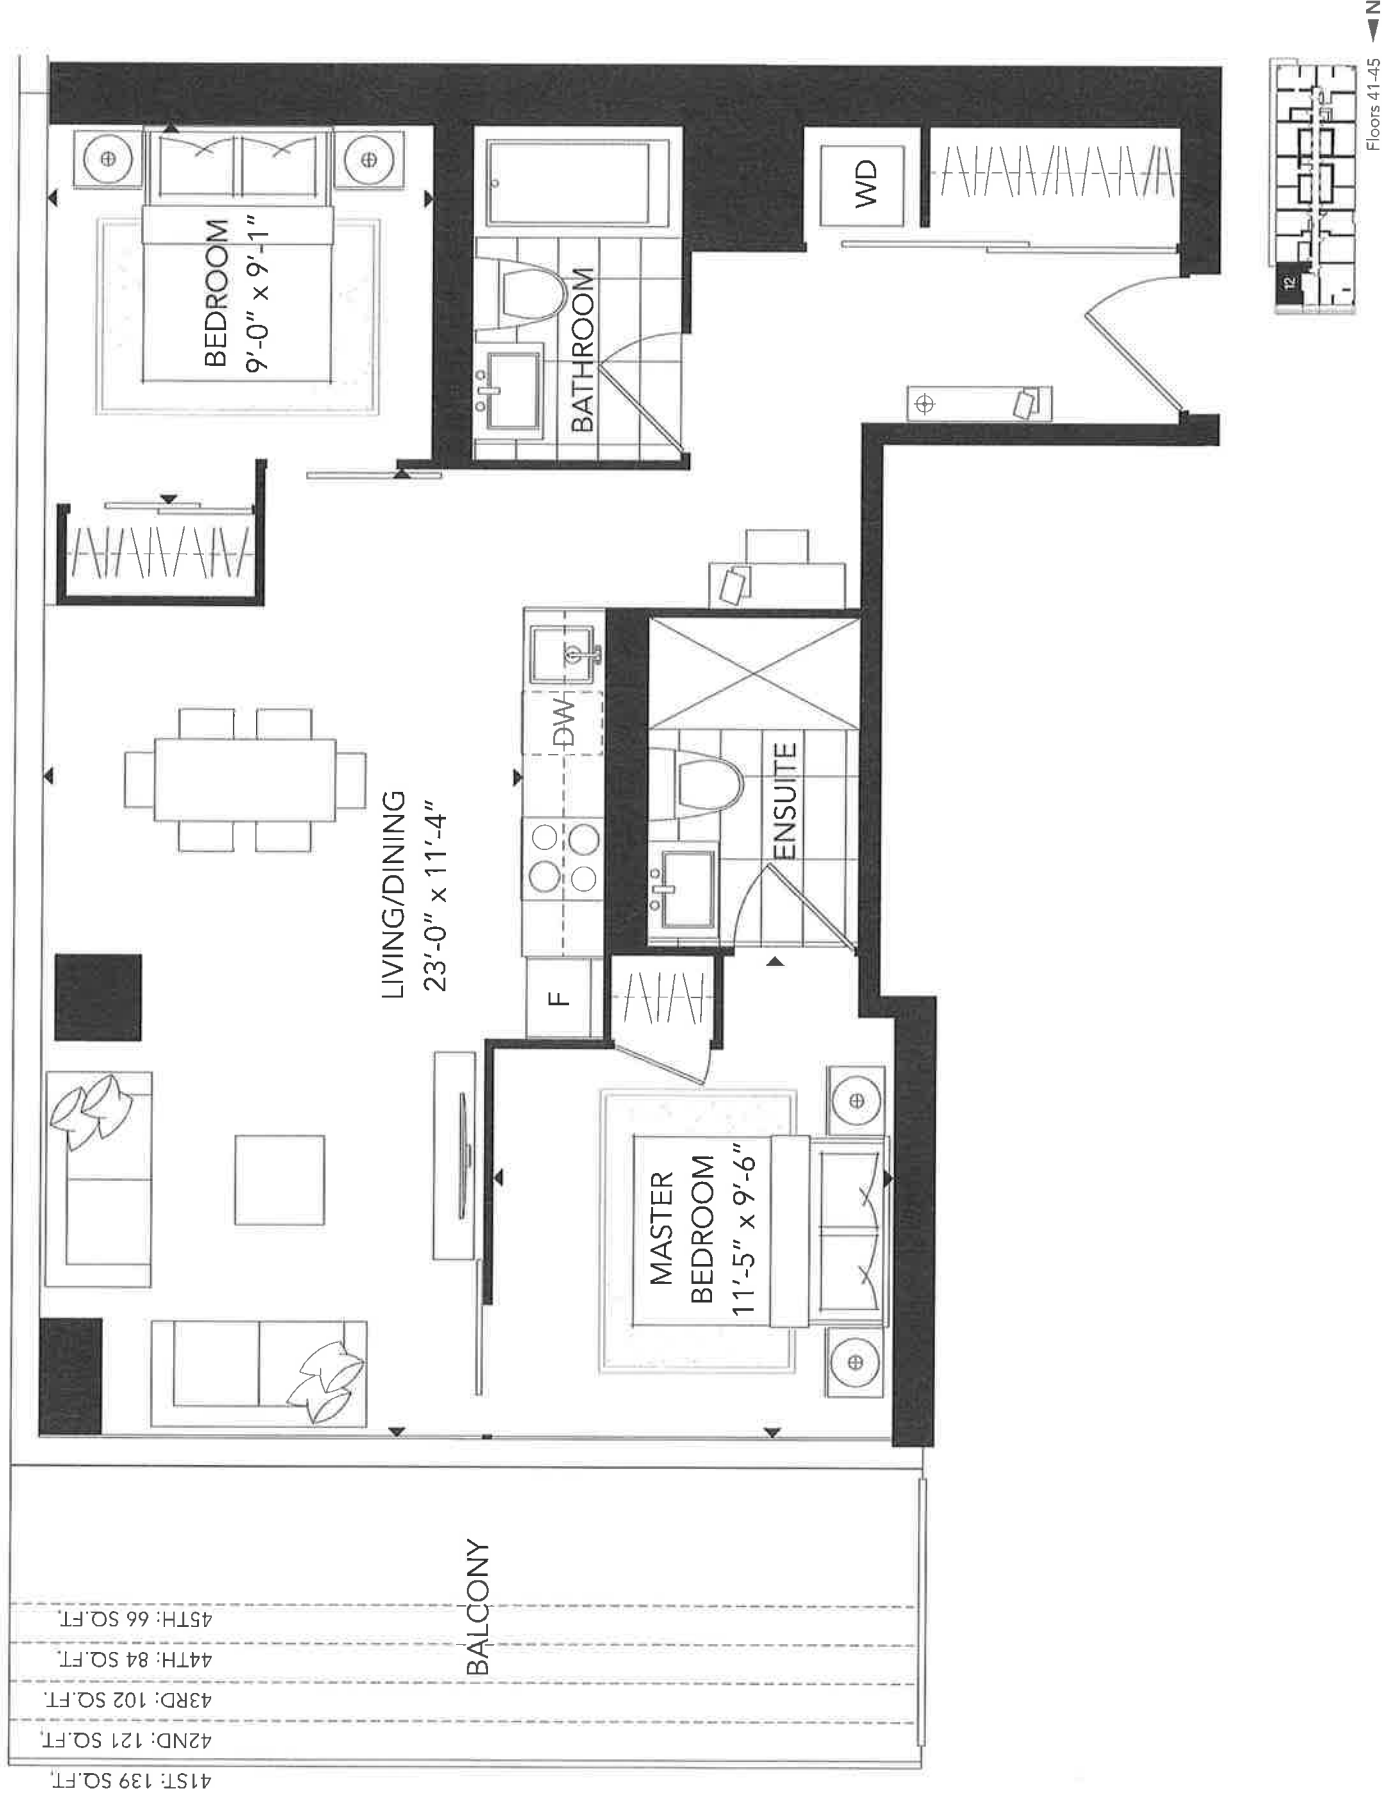 N
Floors 41-45
12
WD
BEDROOM
9'-0" x 9'-1"
BATHROOM
DW
LIVING/DINING
23'-0" x 11'-4"
F
ENSUITE
MASTER
BEDROOM
11'-5" x 9'-6"
BALCONY
45TH: 66 SQ.FT.
44TH: 84 SQ.FT.
43RD: 102 SQ.FT.
42ND: 121 SQ.FT.
41ST: 139 SQ.FT.